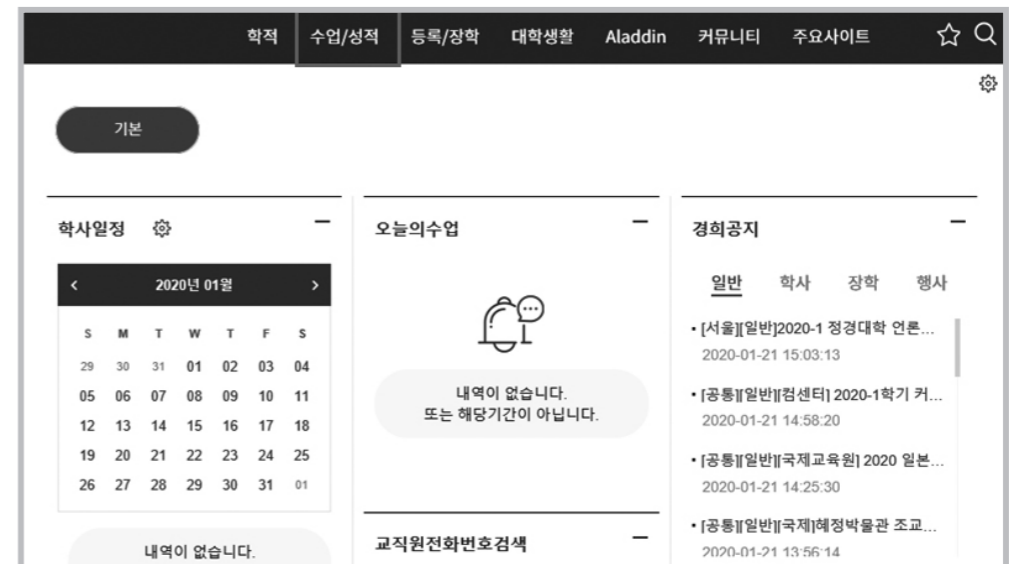 학적 수업/성적 등록/장학 대학생활 Aladdin 커뮤니티 주요사이트
기본
학사일정
2020년 01월
S M T W T F S
29 30 31 01 02 03 04
05 06 07 08 09 10 11
12 13 14 15 16 17 18
19 20 21 22 23 24 25
26 27 28 29 30 31 01
내역이 없습니다.
오늘의수업
내역이 없습니다.
또는 해당기간이 아닙니다.
교직원전화번호검색
경희공지
일반 학사 장학 행사
• [서울][일반]2020-1 정경대학 언론...
2020-01-21 15:03:13
• [공통][일반][컴센터] 2020-1학기 커...
2020-01-21 14:58:20
• [공통][일반][국제교육원] 2020 일본...
2020-01-21 14:25:30
• [공통][일반][국제]혜정박물관 조교...
2020-01-21 13:56:14